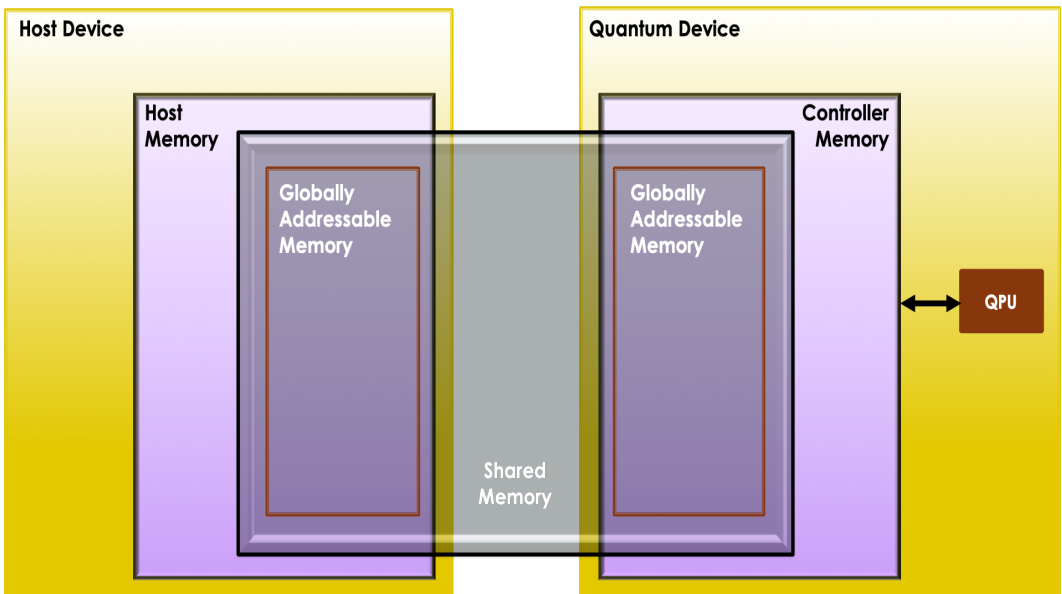 Host Device
Quantum Device
Host
Memory
Controller
Memory
Globally
Addressable
Memory
Globally
Addressable
Memory
QPU
Shared
Memory